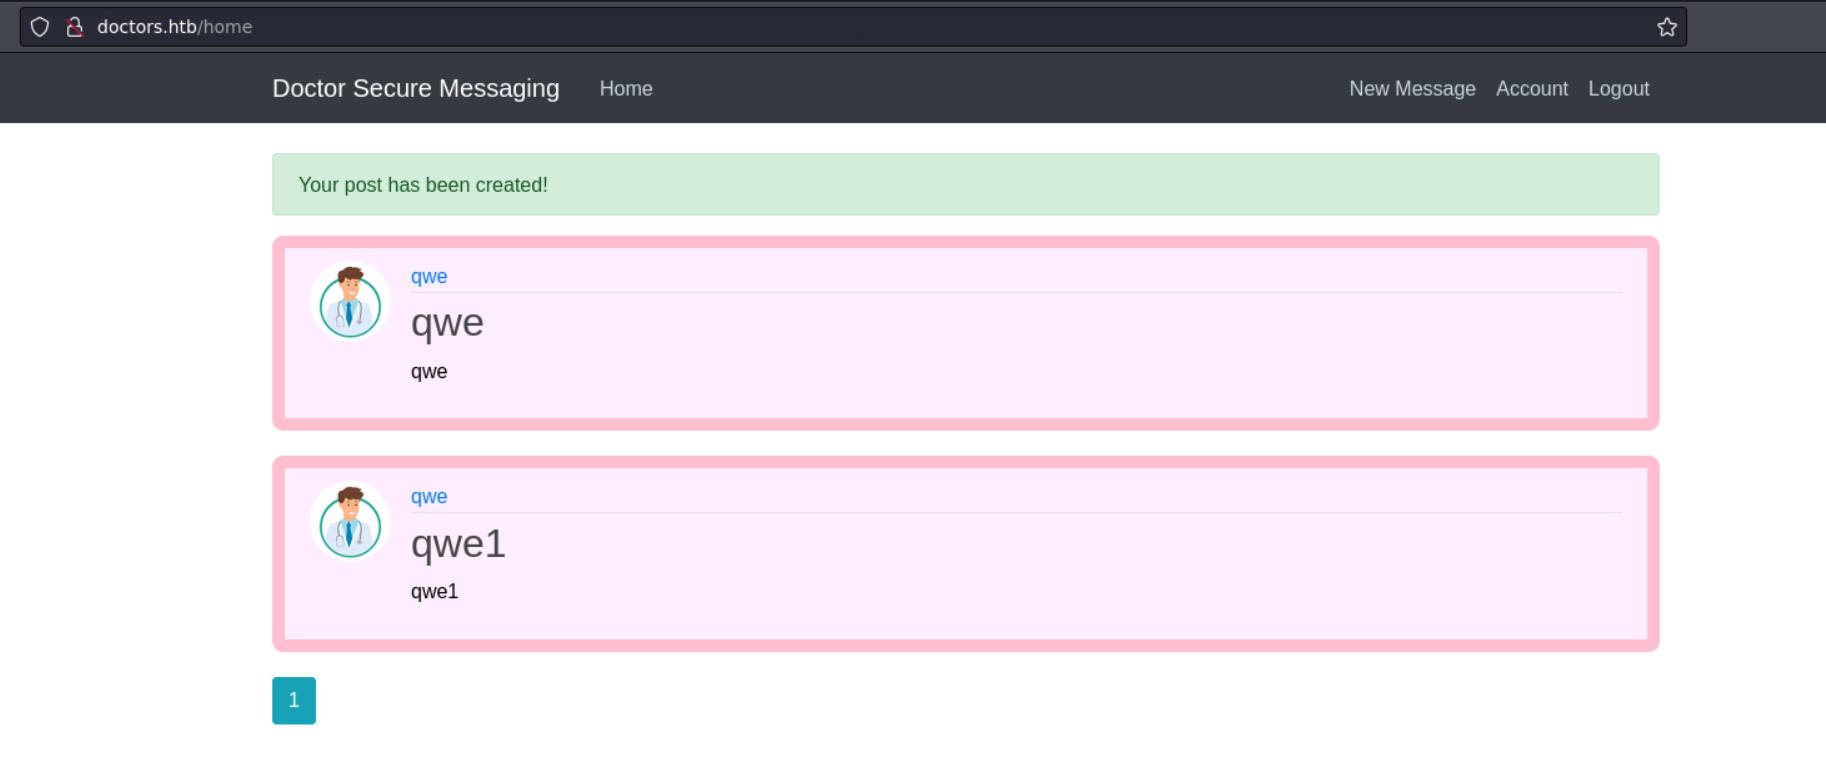 doctors.htb/home
Doctor Secure Messaging Home New Message Account Logout
Your post has been created!
qwe
qwe
qwe
qwe
qwe1
qwe1
1